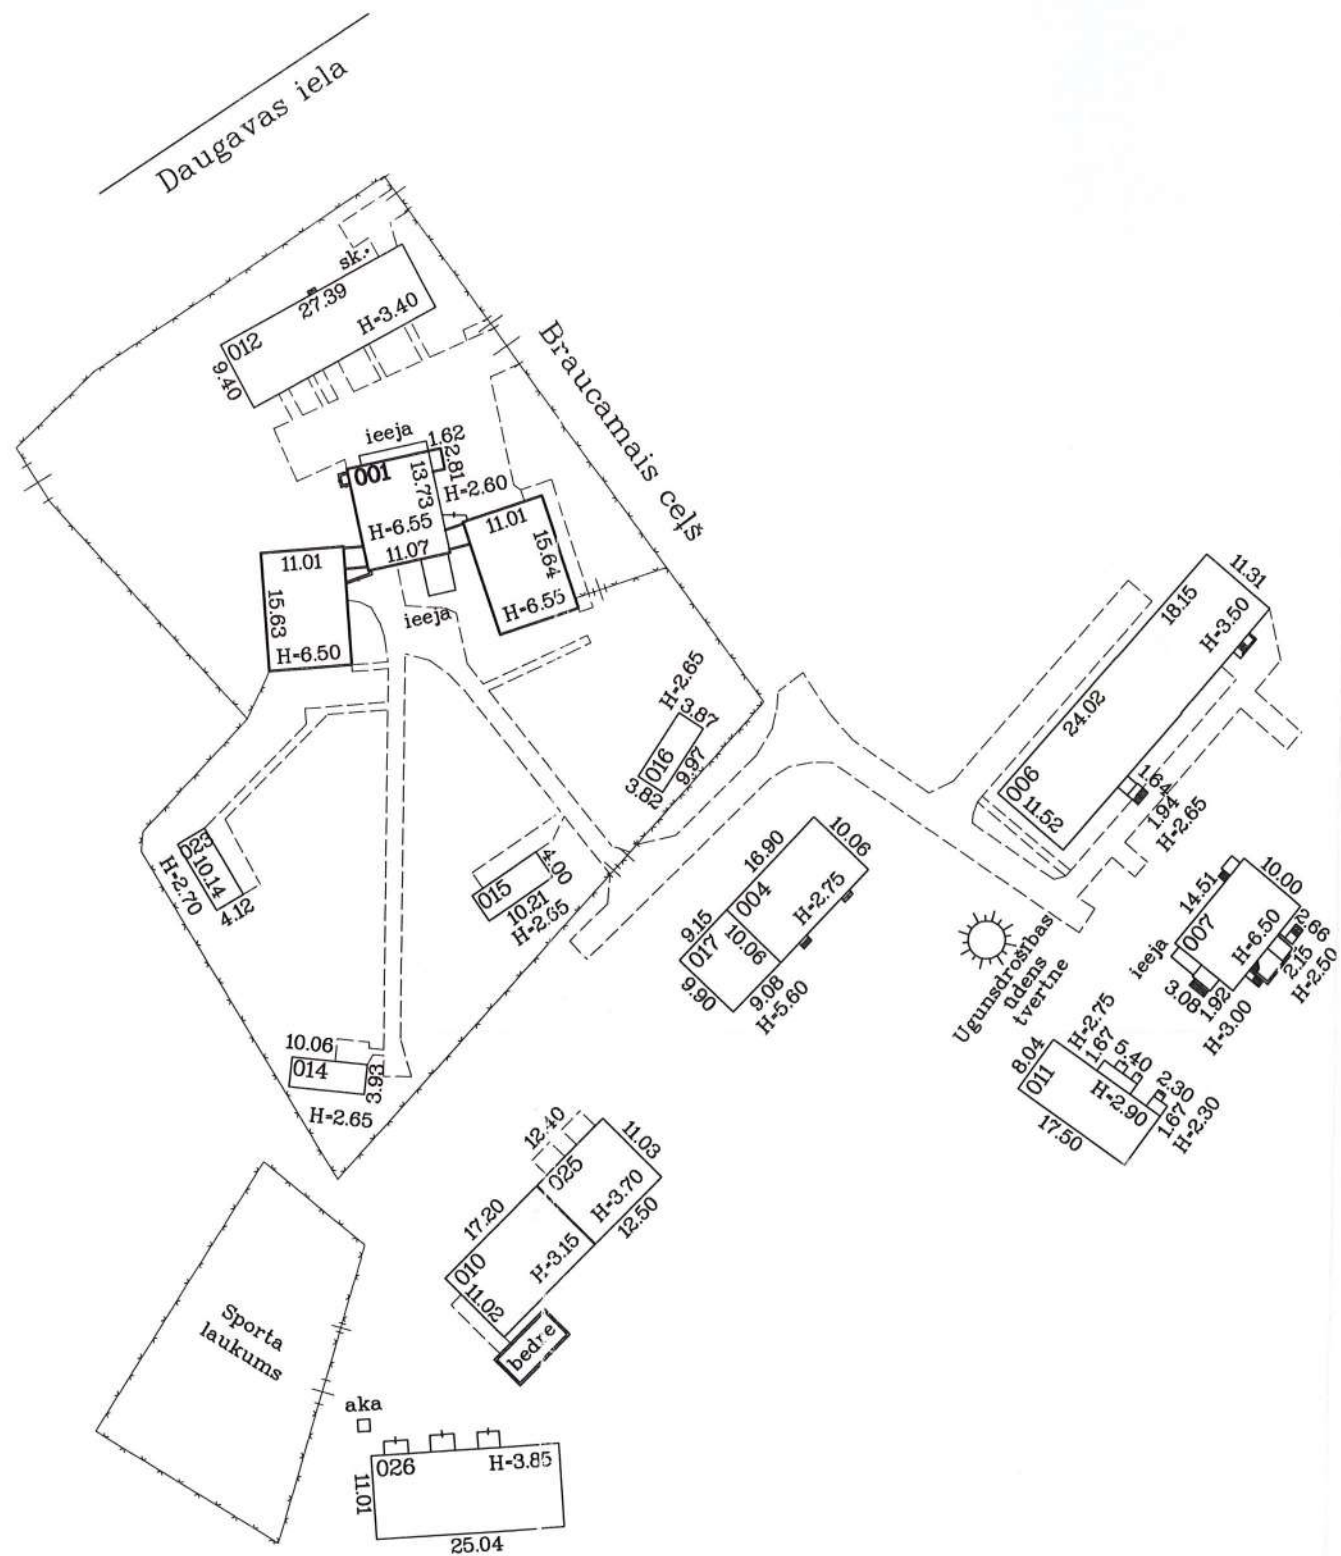 Daugavas iela
sk.
27.39
H=3.40
012
9.40
Braucamais ceļš
ieeja
1.62
2.81
001
13.73
H=2.60
H=6.55
11.07
11.01
15.64
H=6.55
11.01
15.63
H=6.50
ieeja
H=2.65
3.87
016
9.97
3.82
11.31
18.15
H=3.50
24.02
006
11.52
1.64
1.94
H=2.65
023
10.14
H=2.70
4.12
015
4.00
10.21
H=2.65
16.90
10.06
004
H=2.75
9.15
017
10.06
9.90
9.08
H=5.60
Ugunsdrošības
ūdens
tvertne
10.00
14.51
007
H=6.50
2.66
2.15
H=2.50
ieeja
3.08
1.92
H=3.00
H=2.75
1.67
5.40
8.04
011
H=2.90
2.30
1.67
H=2.30
17.50
10.06
014
3.93
H=2.65
12.40
11.03
025
H=3.70
12.50
17.20
010
H=3.15
11.02
bedre
Sporta
laukums
aka
026
H=3.85
11.01
25.04